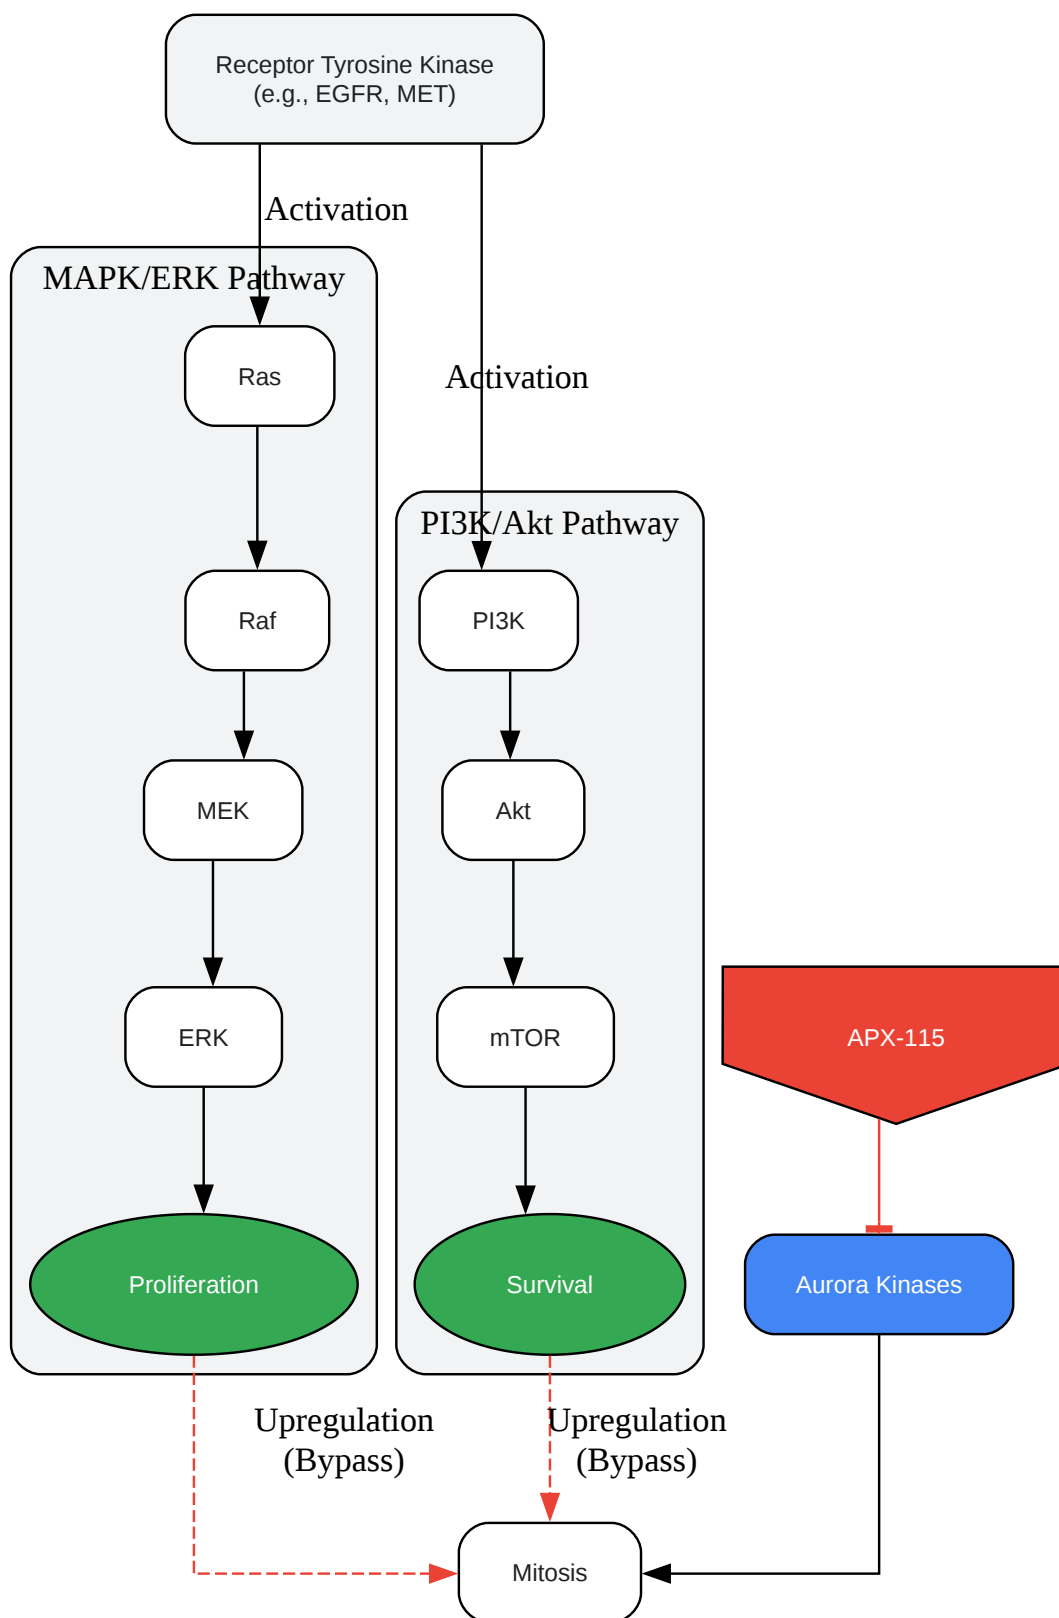 Receptor Tyrosine Kinase
(e.g., EGFR, MET)
Activation
MAPK/ERK Pathway
Ras
Activation
PI3K/Akt Pathway
Raf
PI3K
MEK
Akt
ERK
mTOR
APX-115
Proliferation
Survival
Aurora Kinases
Upregulation
(Bypass)
Upregulation
(Bypass)
Mitosis